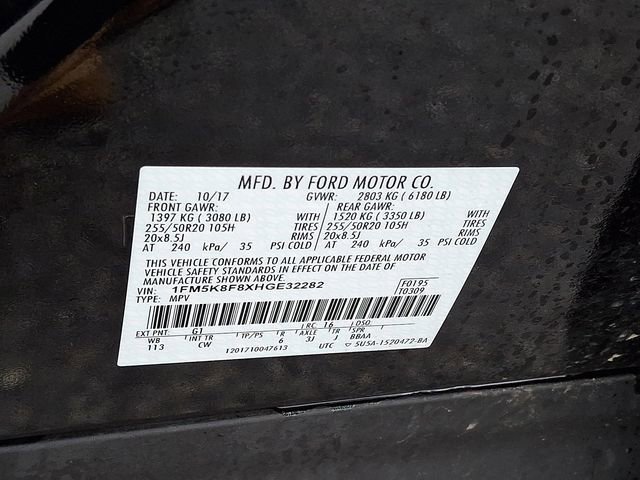 MFD. BY FORD MOTOR CO.
DATE: 10/17 GVWR: 2803 KG ( 6180 LB)
FRONT GAWR: REAR GAWR:
1397 KG ( 3080 LB) WITH 1520 KG ( 3350 LB) WITH
255/50R20 105H TIRES 255/50R20 105H TIRES
20x8.5J RIMS 20x8.5J RIMS
AT 240 kPa/ 35 PSI COLD AT 240 kPa/ 35 PSI COLD
THIS VEHICLE CONFORMS TO ALL APPLICABLE FEDERAL MOTOR
VEHICLE SAFETY STANDARDS IN EFFECT ON THE DATE OF
MANUFACTURE SHOWN ABOVE.
VIN: 1FM5K8F8XHGE32282 F0195
TYPE: MPV T0309
EXT PNT: G1 RC: 16 DSO:
WB INT TR TP/PS R AXLE TR SPR
113 CW 6 3J J BBAA
1201710047613 UTC 5U5A-1520472-BA